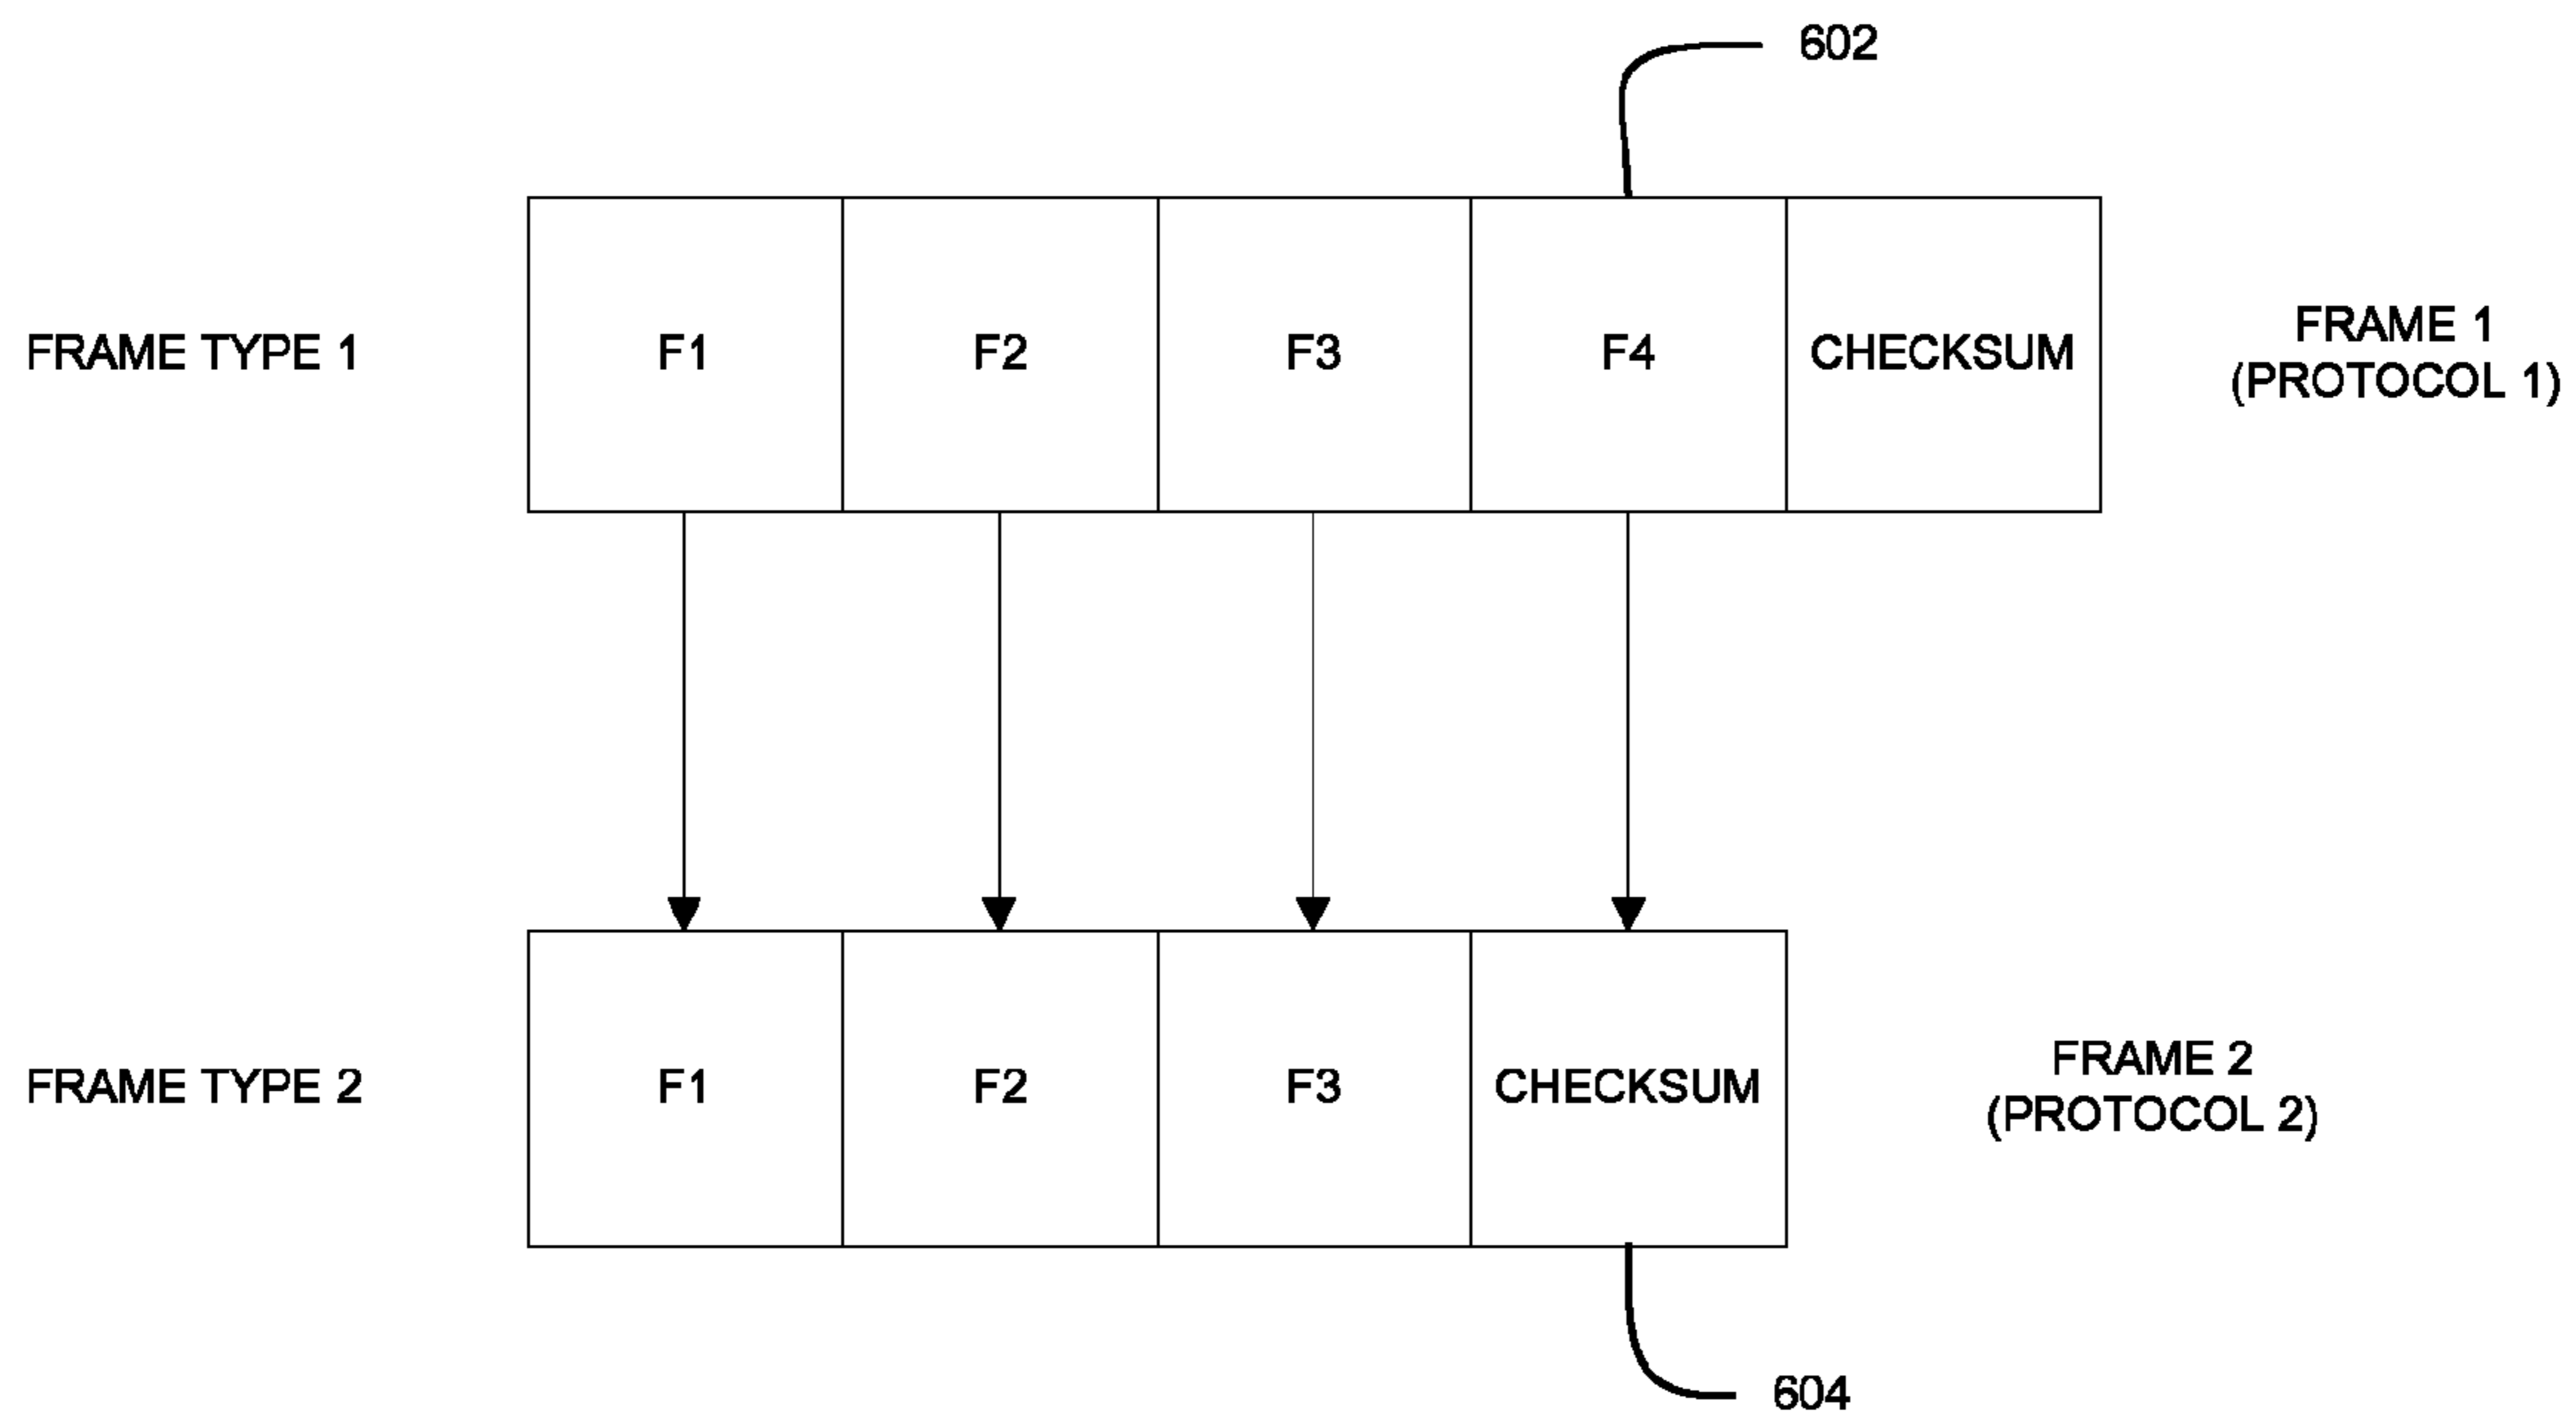 602
FRAME TYPE 1
F1
F2
F3
F4
CHECKSUM
FRAME 1
(PROTOCOL 1)
FRAME TYPE 2
F1
F2
F3
CHECKSUM
FRAME 2
(PROTOCOL 2)
604